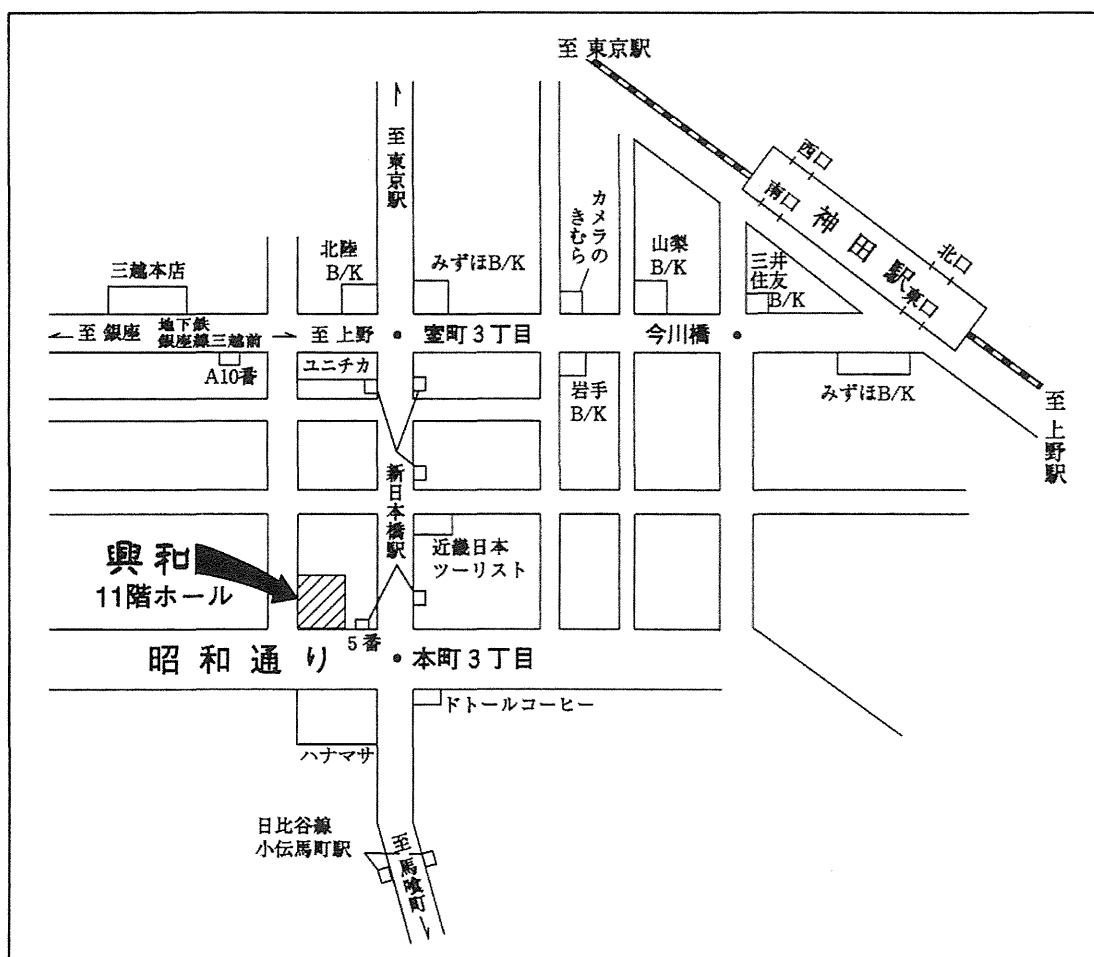 至 東京駅
至 東京駅
西口
南口
神田駅
北口
東口
カメラの
きむら
山梨
B/K
三井
住友
B/K
北陸
B/K
みずほB/K
三越本店
至 銀座
地下鉄
銀座線三越前
至 上野
室町3丁目
今川橋
A10番
ユニチカ
岩手
B/K
みずほB/K
至 上野駅
新日本橋駅
近畿日本
ツーリスト
興和
11階ホール
5番
昭和通り
本町3丁目
ドトールコーヒー
ハナマサ
日比谷線
小伝馬町駅
至 馬喰町